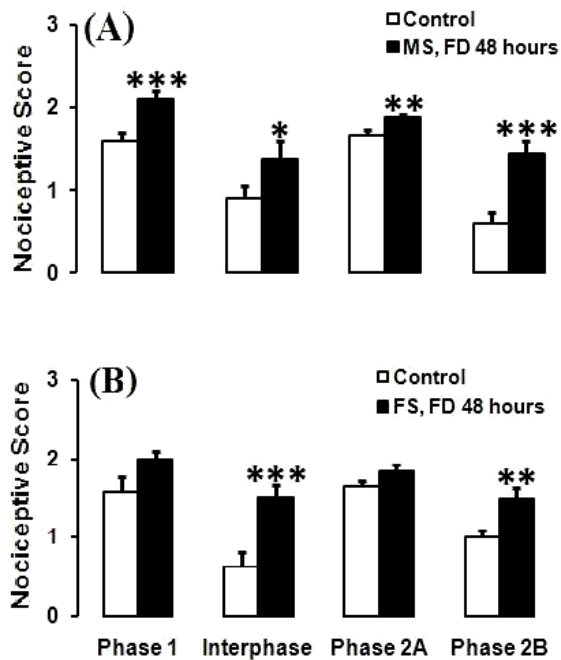 (A)
Control
MS, FD 48 hours
Nociceptive Score
3
2
1
0
***
*
**
***
(B)
Control
FS, FD 48 hours
Nociceptive Score
3
2
1
0
***
**
Phase 1 Interphase Phase 2A Phase 2B